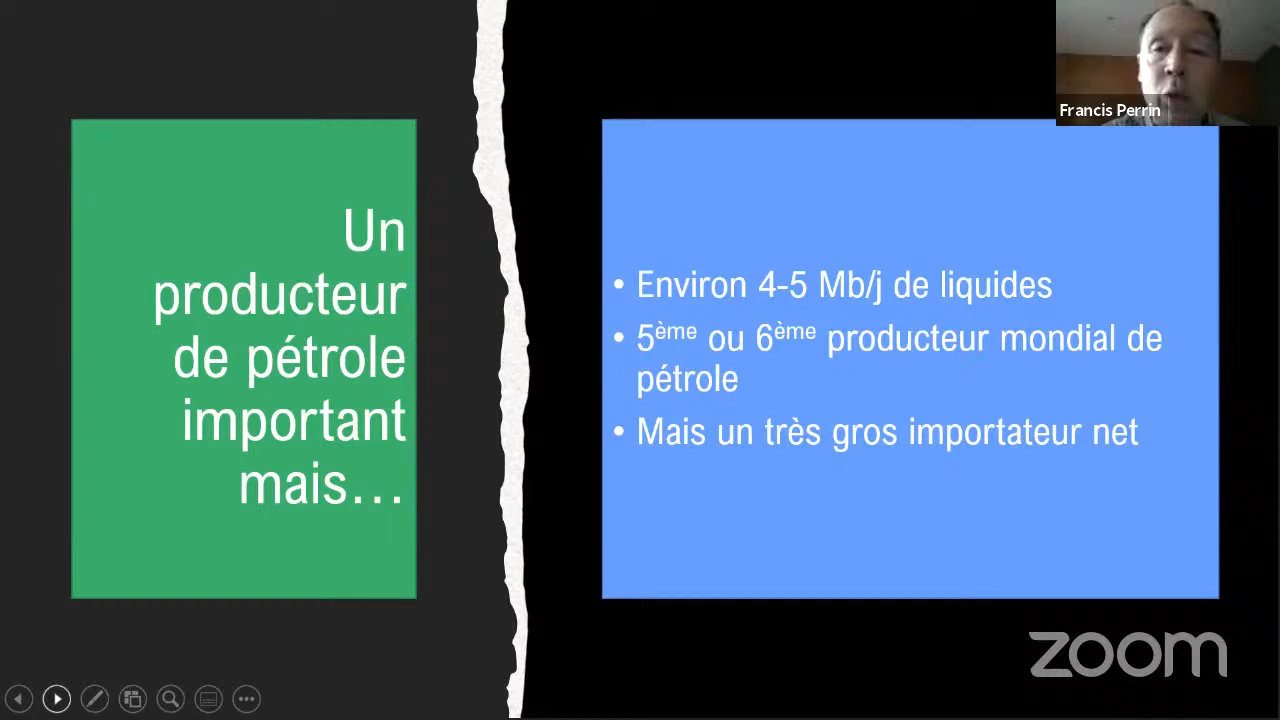 Francis Perrin
Un
producteur
de pétrole
important
mais…
• Environ 4-5 Mb/j de liquides
• 5ème ou 6ème producteur mondial de
pétrole
• Mais un très gros importateur net
zoom